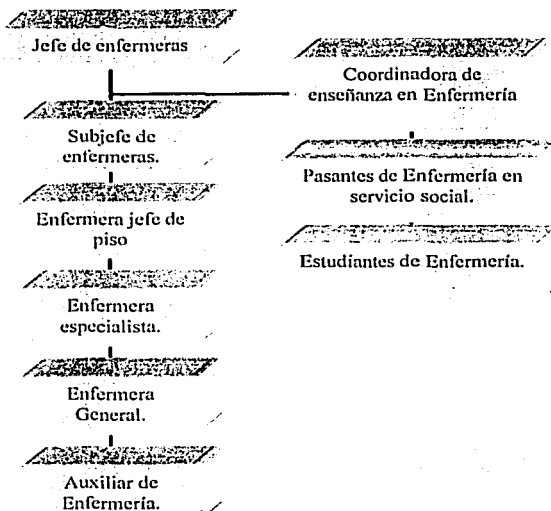 Jefe de enfermeras
Subjefe de
enfermeras.
Enfermera jefe de
piso
Enfermera
especialista.
Enfermera
General.
Auxiliar de
Enfermería.
Coordinadora de
enseñanza en Enfermería
Pasantes de Enfermería en
servicio social.
Estudiantes de Enfermería.